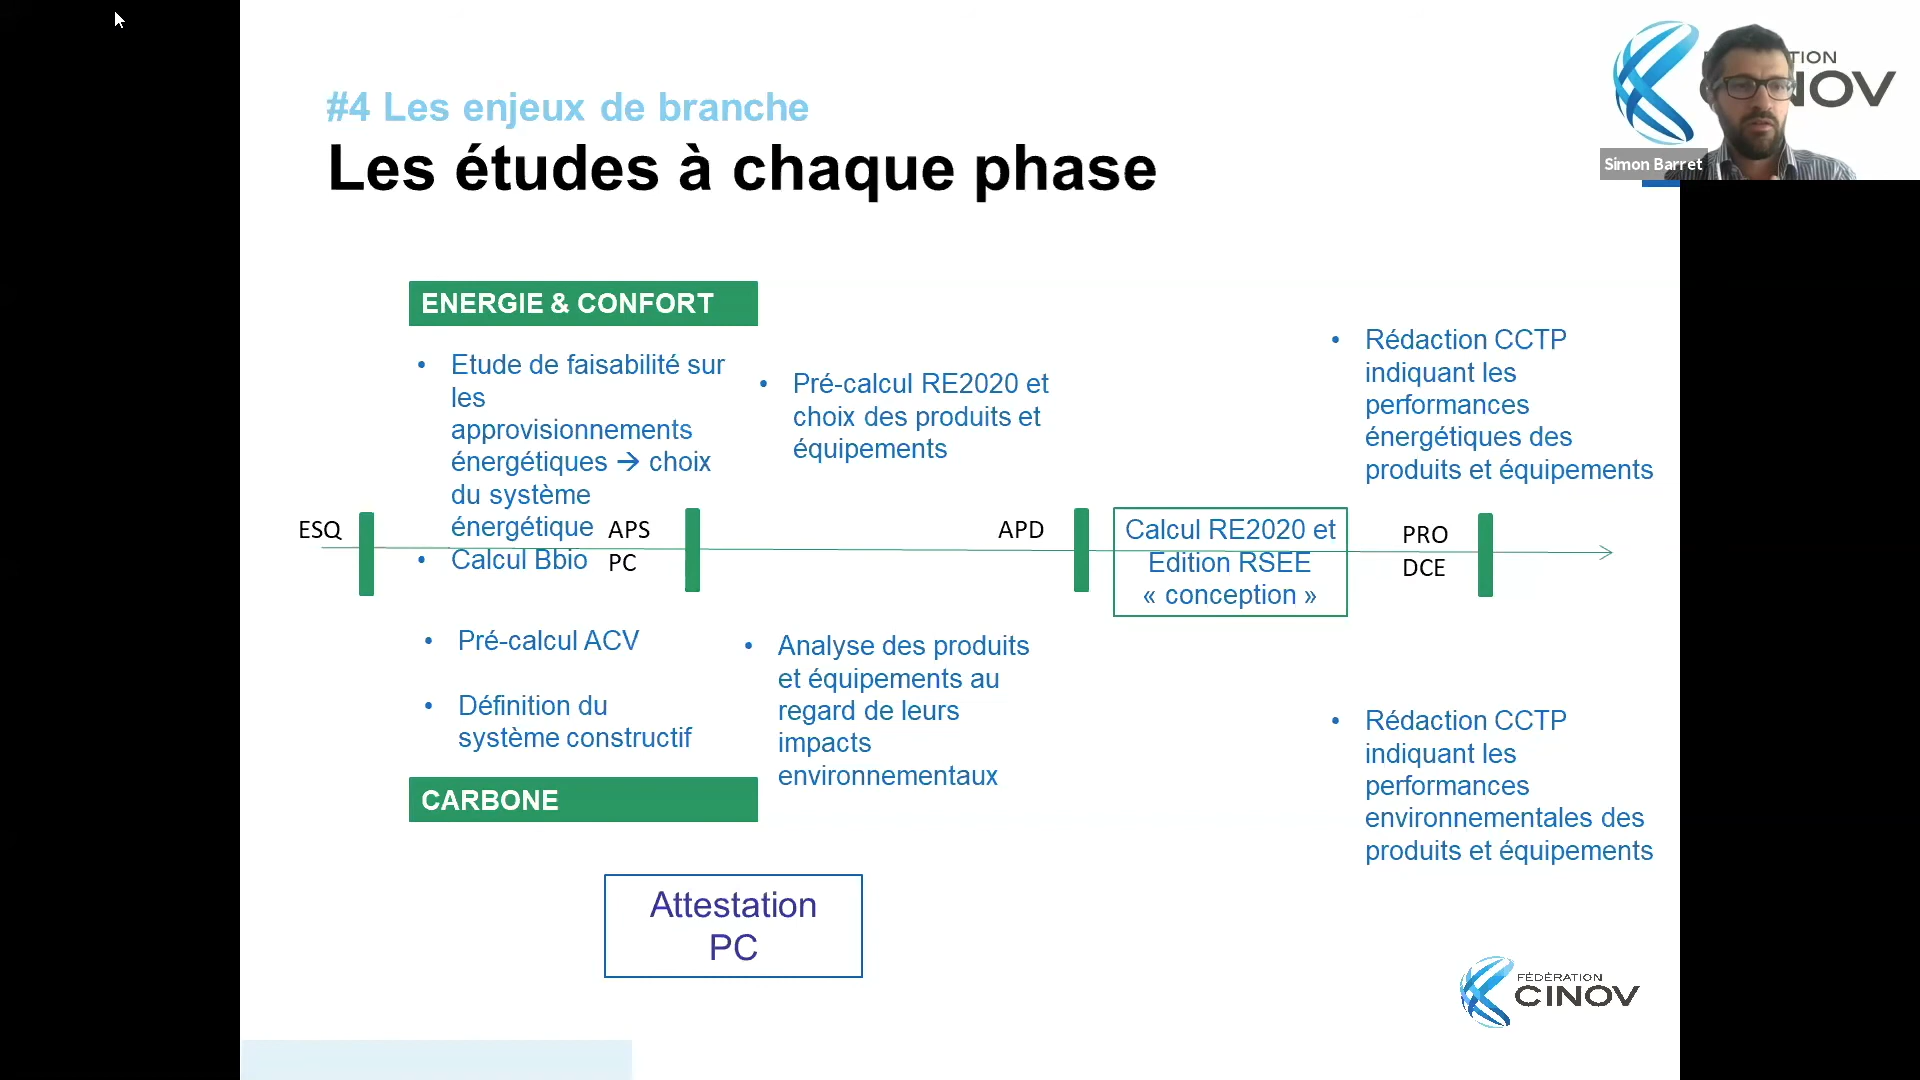 #4 Les enjeux de branche
Les études à chaque phase
NOV
TION
Simon Barret
ENERGIE & CONFORT
• Etude de faisabilité sur
les
approvisionnements
énergétiques → choix
du système
énergétique
• Calcul Bbio
• Pré-calcul RE2020 et
choix des produits et
équipements
• Rédaction CCTP
indiquant les
performances
énergétiques des
produits et équipements
ESQ
APS
PC
APD
Calcul RE2020 et
Edition RSEE
« conception »
PRO
DCE
• Pré-calcul ACV
• Définition du
système constructif
• Analyse des produits
et équipements au
regard de leurs
impacts
environnementaux
• Rédaction CCTP
indiquant les
performances
environnementales des
produits et équipements
CARBONE
Attestation
PC
FÉDÉRATION
CINOV